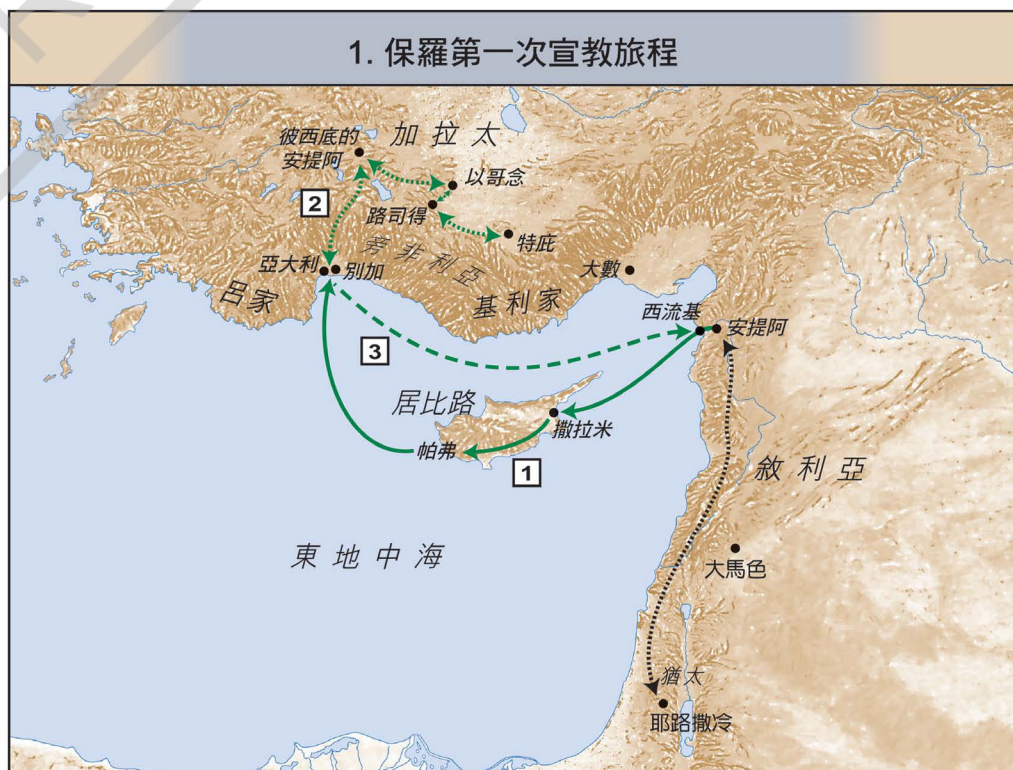 1. 保羅第一次宣教旅程
彼西底的
安提阿
加拉太
以哥念
2
路司得
特庇
旁非利亞
亞大利
別加
大數
呂家
基利家
西流基
安提阿
3
居比路
撒拉米
帕弗
1
敘利亞
東地中海
大馬色
猶太
耶路撒冷